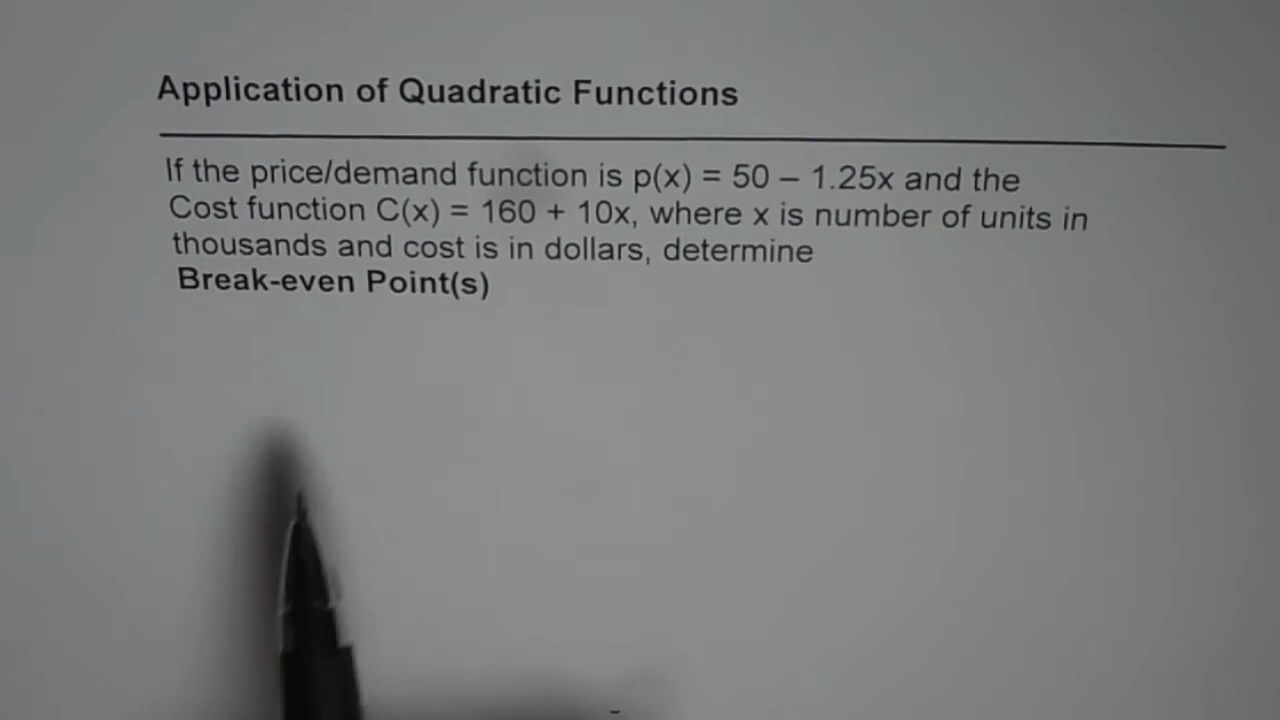 Application of Quadratic Functions
If the price/demand function is p(x) = 50 – 1.25x and the
Cost function C(x) = 160 + 10x, where x is number of units in
thousands and cost is in dollars, determine
Break-even Point(s)